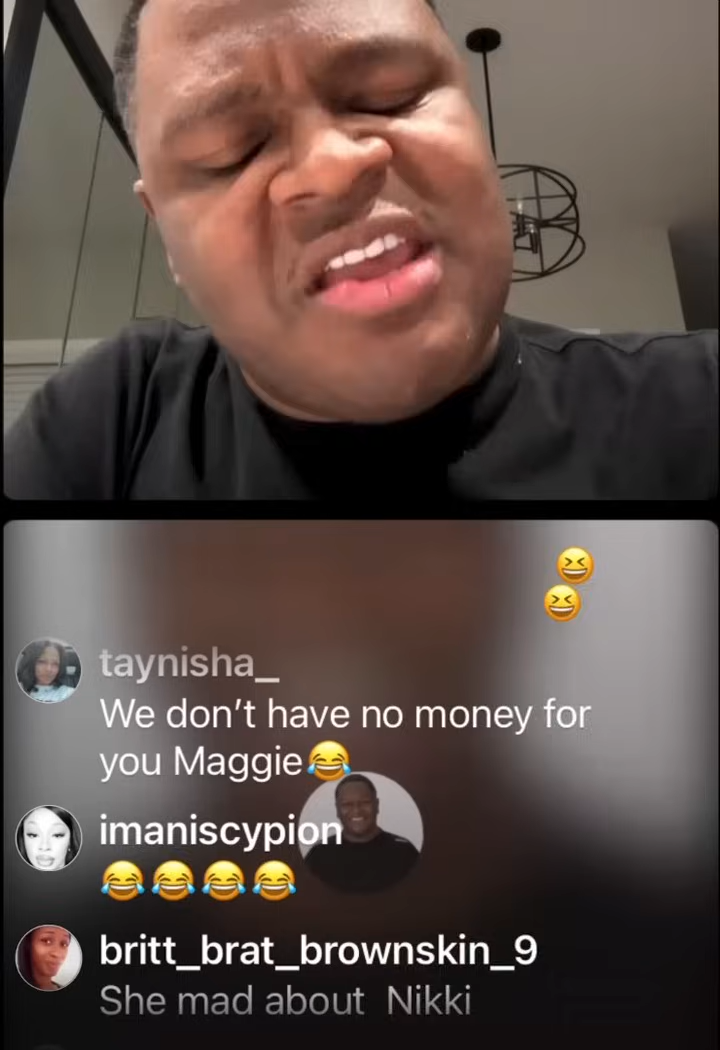 taynisha_
We don’t have no money for
you Maggie😂
imaniscypion
😂😂😂😂
britt_brat_brownskin_9
She mad about  Nikki